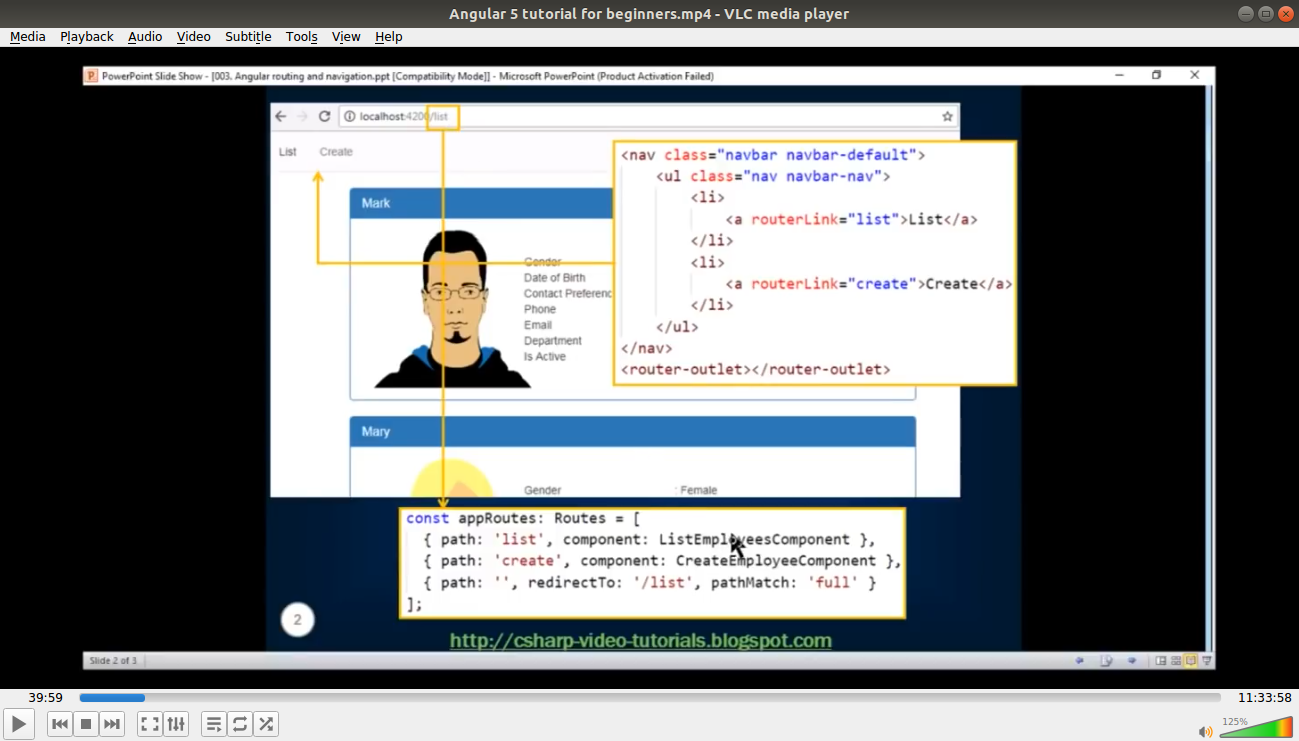 Angular 5 tutorial for beginners.mp4 - VLC media player
Media Playback Audio Video Subtitle Tools View Help
PowerPoint Slide Show - [003. Angular routing and navigation.ppt [Compatibility Mode]] - Microsoft PowerPoint (Product Activation Failed)
localhost:4200/list
List Create
Mark
Gender
Date of Birth
Contact Preferenc
Phone
Email
Department
Is Active
<nav class="navbar navbar-default">
<ul class="nav navbar-nav">
<li>
<a routerLink="list">List</a>
</li>
<li>
<a routerLink="create">Create</a>
</li>
</ul>
</nav>
<router-outlet></router-outlet>
Mary
Gender : Female
const appRoutes: Routes = [
{ path: 'list', component: ListEmployeesComponent },
{ path: 'create', component: CreateEmployeeComponent },
{ path: '', redirectTo: '/list', pathMatch: 'full' }
];
2
http://csharp-video-tutorials.blogspot.com
Slide 2 of 3
39:59 11:33:58
125%